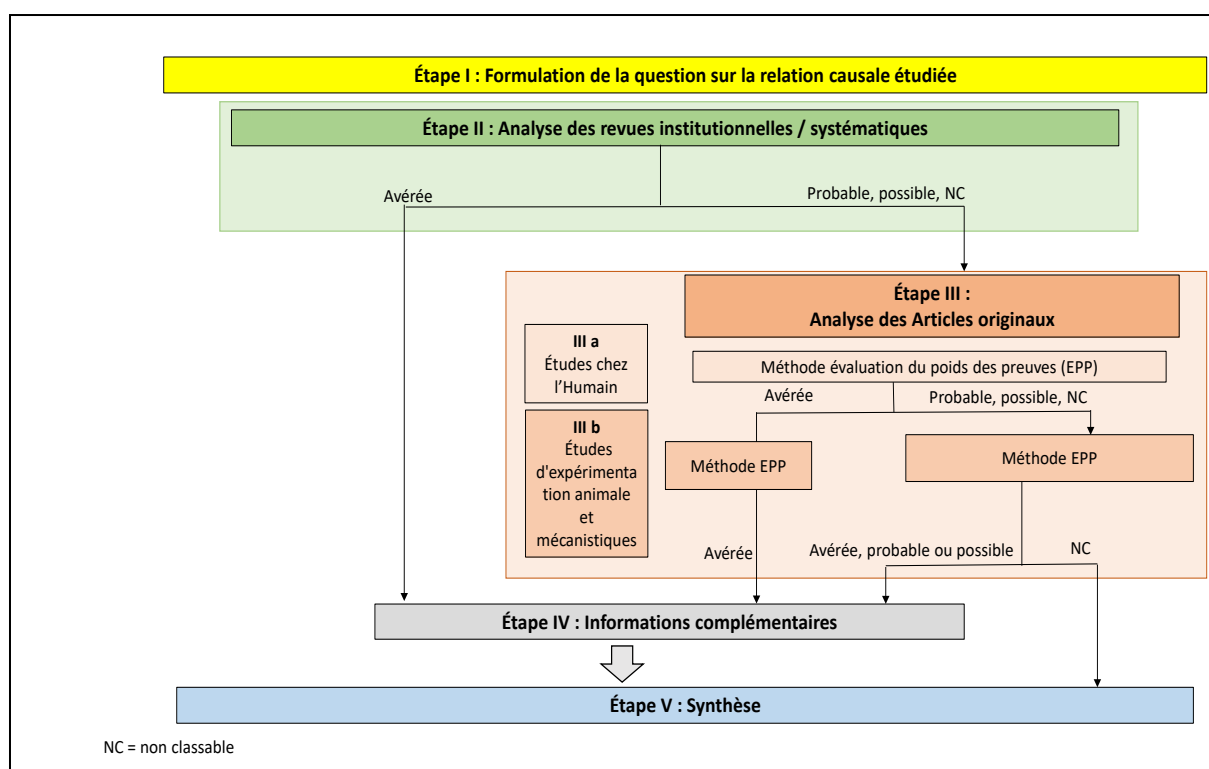 Étape I : Formulation de la question sur la relation causale étudiée
Étape II : Analyse des revues institutionnelles / systématiques
Avérée
Probable, possible, NC
Étape III :
Analyse des Articles originaux
III a
Études chez
l'Humain
Méthode évaluation du poids des preuves (EPP)
Avérée
Probable, possible, NC
III b
Études
d'expérimenta
tion animale
et
mécanistiques
Méthode EPP
Méthode EPP
Avérée
Avérée, probable ou possible
NC
Étape IV : Informations complémentaires
Étape V : Synthèse
NC = non classable